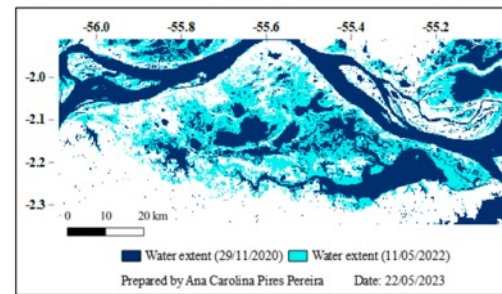 -56.0 -55.8 -55.6 -55.4 -55.2
-2.0
-2.1
-2.2
-2.3
0 10 20 km
Water extent (29/11/2020) Water extent (11/05/2022)
Prepared by Ana Carolina Pires Pereira Date: 22/05/2023